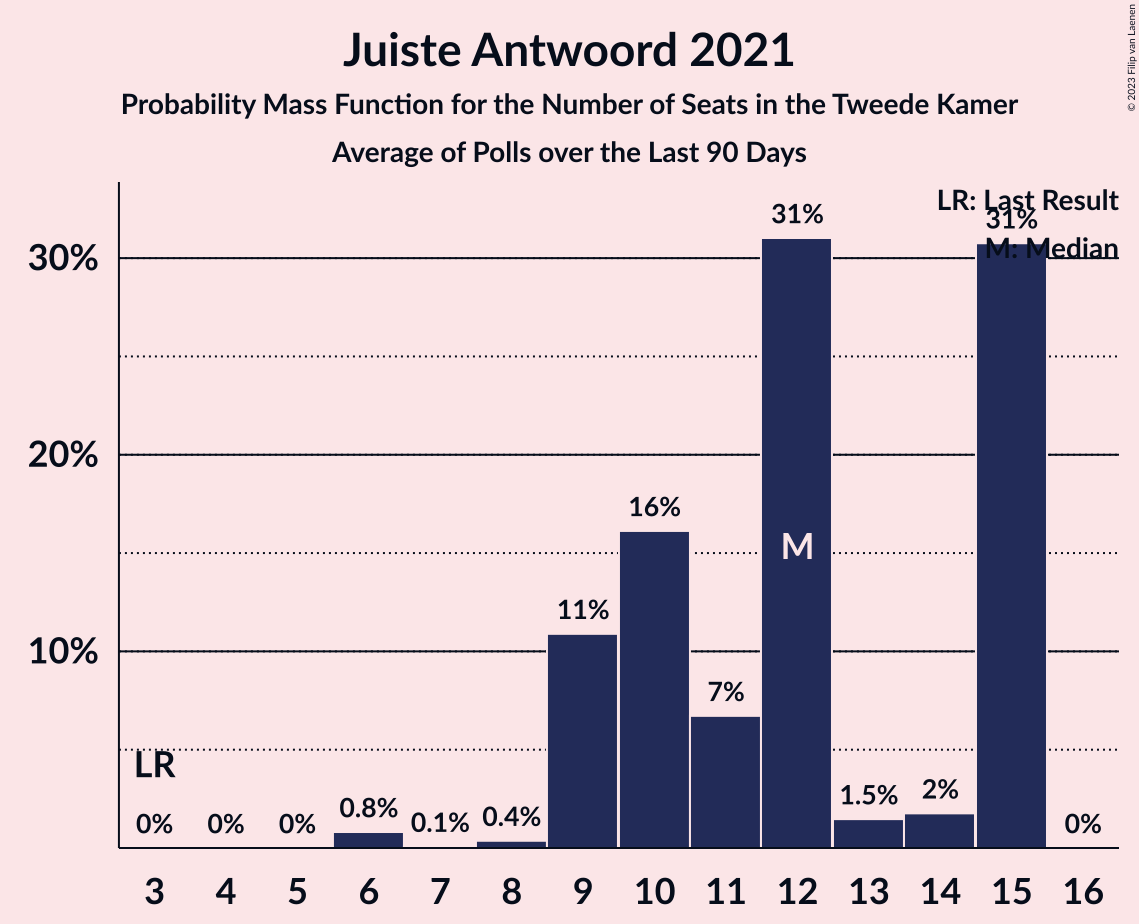 Juiste Antwoord 2021
Probability Mass Function for the Number of Seats in the Tweede Kamer
Average of Polls over the Last 90 Days
© 2023 Filip van Laenen
LR: Last Result
M: Median
30%
20%
10%
LR
M
0%
0%
0%
0.8%
0.1%
0.4%
11%
16%
7%
31%
1.5%
2%
31%
0%
3 4 5 6 7 8 9 10 11 12 13 14 15 16